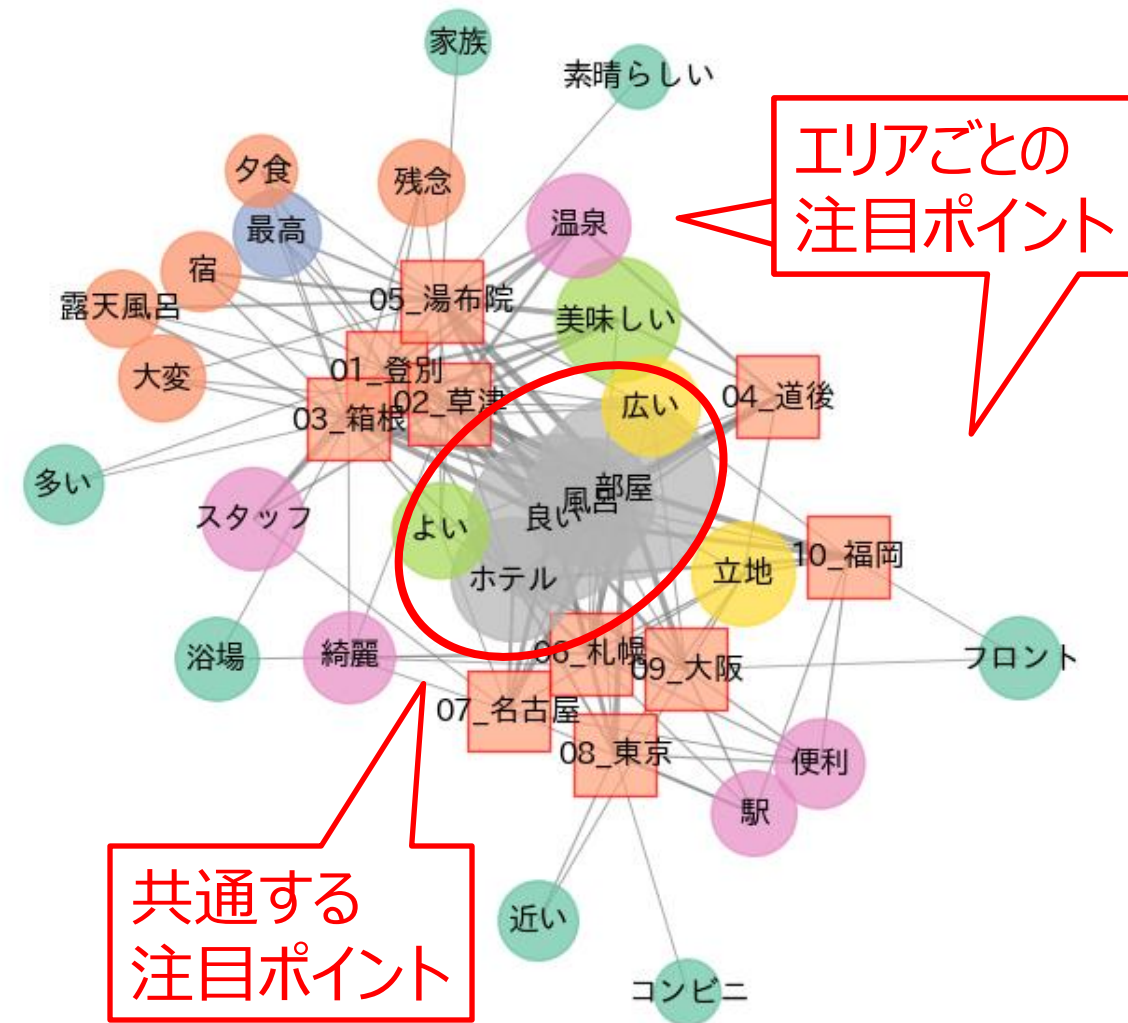 家族
素晴らしい
エリアごとの
注目ポイント
夕食
残念
最高
温泉
宿
05_湯布院
露天風呂
美味しい
01_登別
大変
04_道後
03_箱根
02_草津
広い
多い
部屋
風呂
良い
スタッフ
よい
10_福岡
立地
ホテル
浴場
綺麗
06_札幌
09_大阪
フロント
07_名古屋
08_東京
便利
駅
共通する
注目ポイント
近い
コンビニ